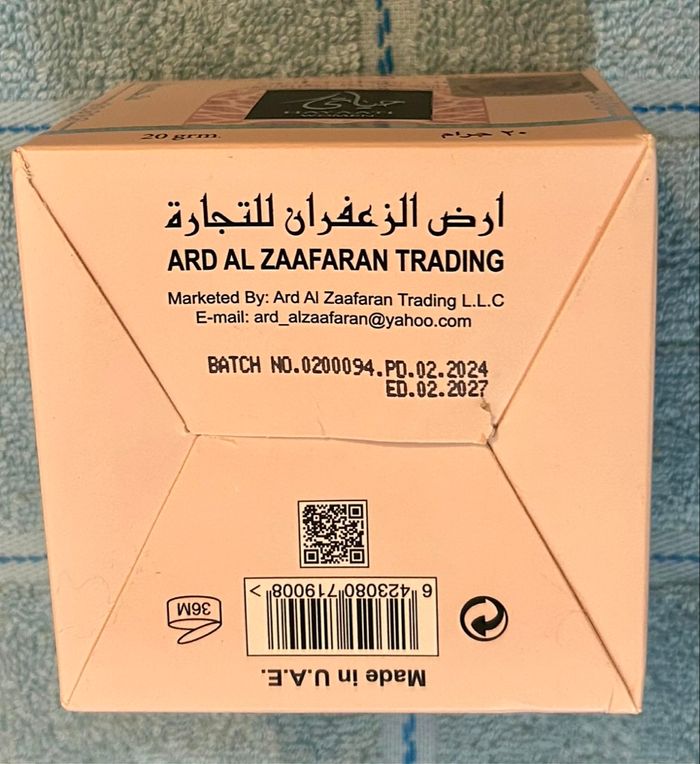 20 grm.
٢٠ جرام
ارض الزعفران للتجارة
ARD AL ZAAFARAN TRADING
Marketed By: Ard Al Zaafaran Trading L.L.C
E-mail: ard_alzaafaran@yahoo.com
BATCH NO.0200094.PD.02.2024
ED.02.2027
36M
6 423080 719008 >
Made in U.A.E.